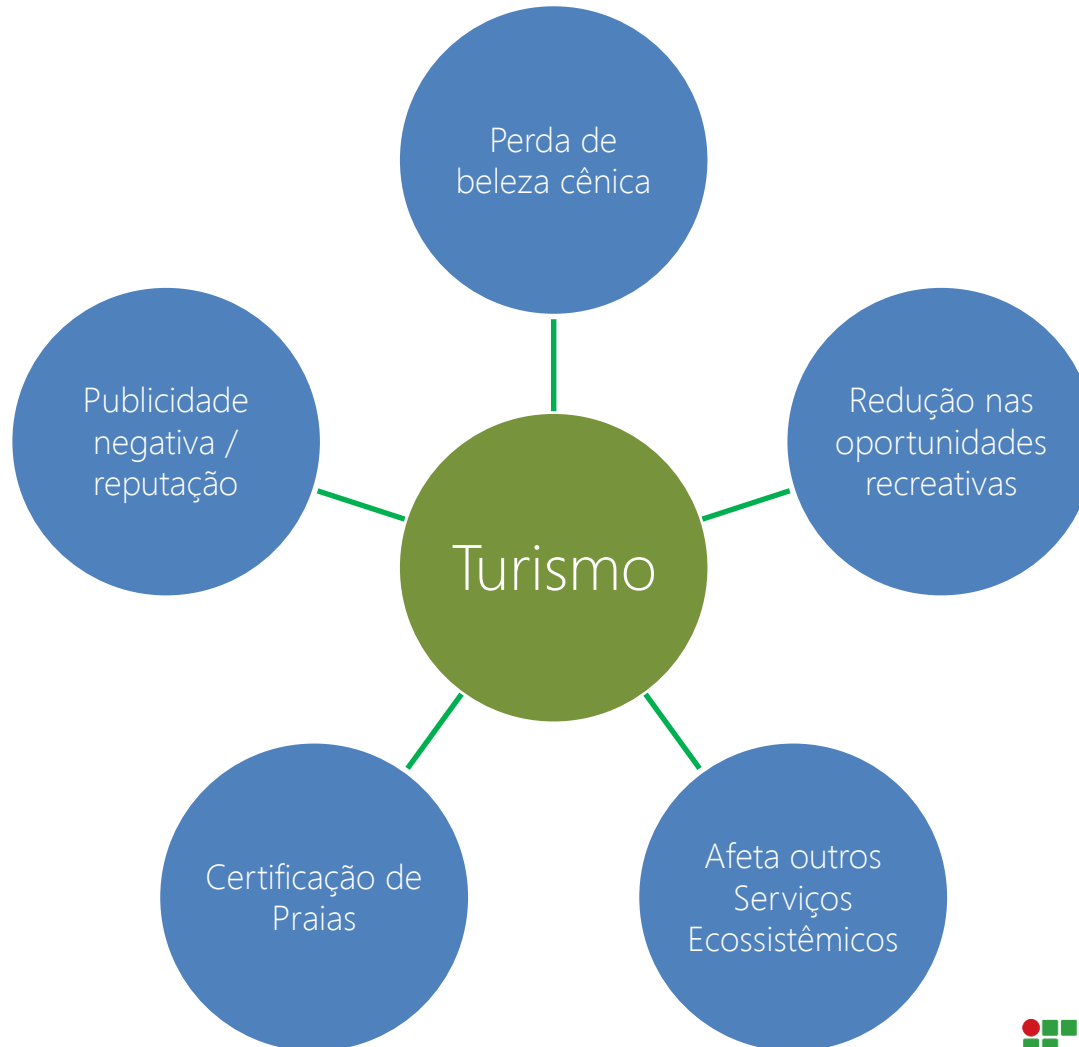 Perda de
beleza cênica
Publicidade
negativa /
reputação
Redução nas
oportunidades
recreativas
Turismo
Certificação de
Praias
Afeta outros
Serviços
Ecossistêmicos